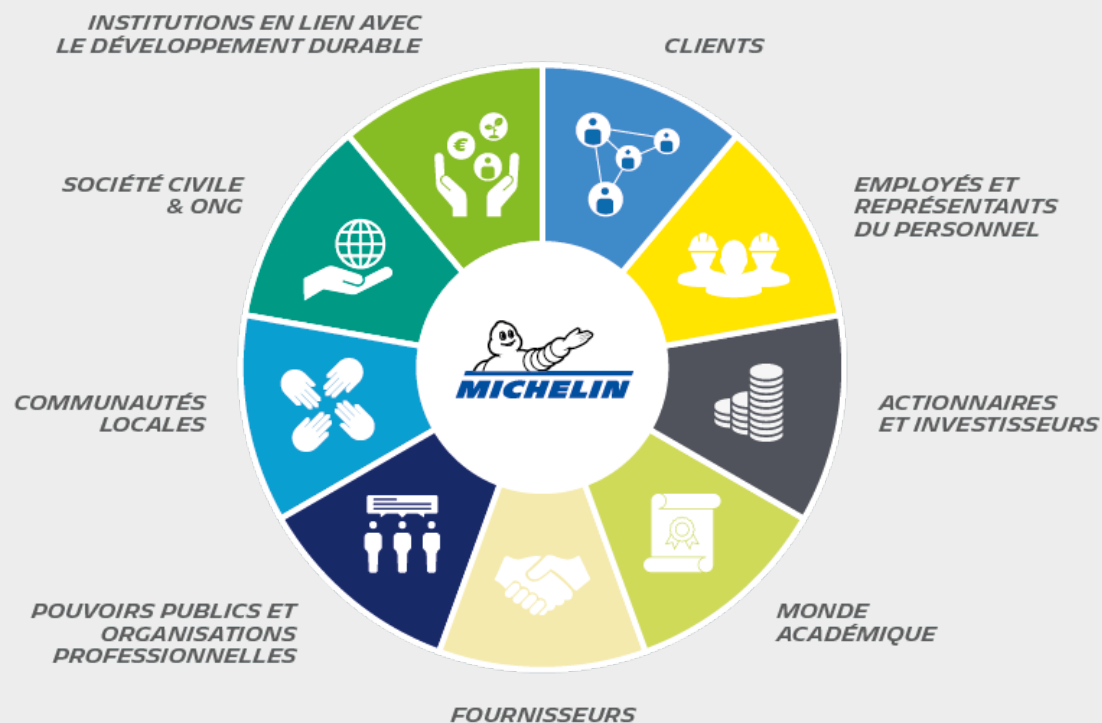 INSTITUTIONS EN LIEN AVEC
LE DÉVELOPPEMENT DURABLE
CLIENTS
SOCIÉTÉ CIVILE
& ONG
EMPLOYÉS ET
REPRÉSENTANTS
DU PERSONNEL
MICHELIN
COMMUNAUTÉS
LOCALES
ACTIONNAIRES
ET INVESTISSEURS
POUVOIRS PUBLICS ET
ORGANISATIONS
PROFESSIONNELLES
MONDE
ACADÉMIQUE
FOURNISSEURS